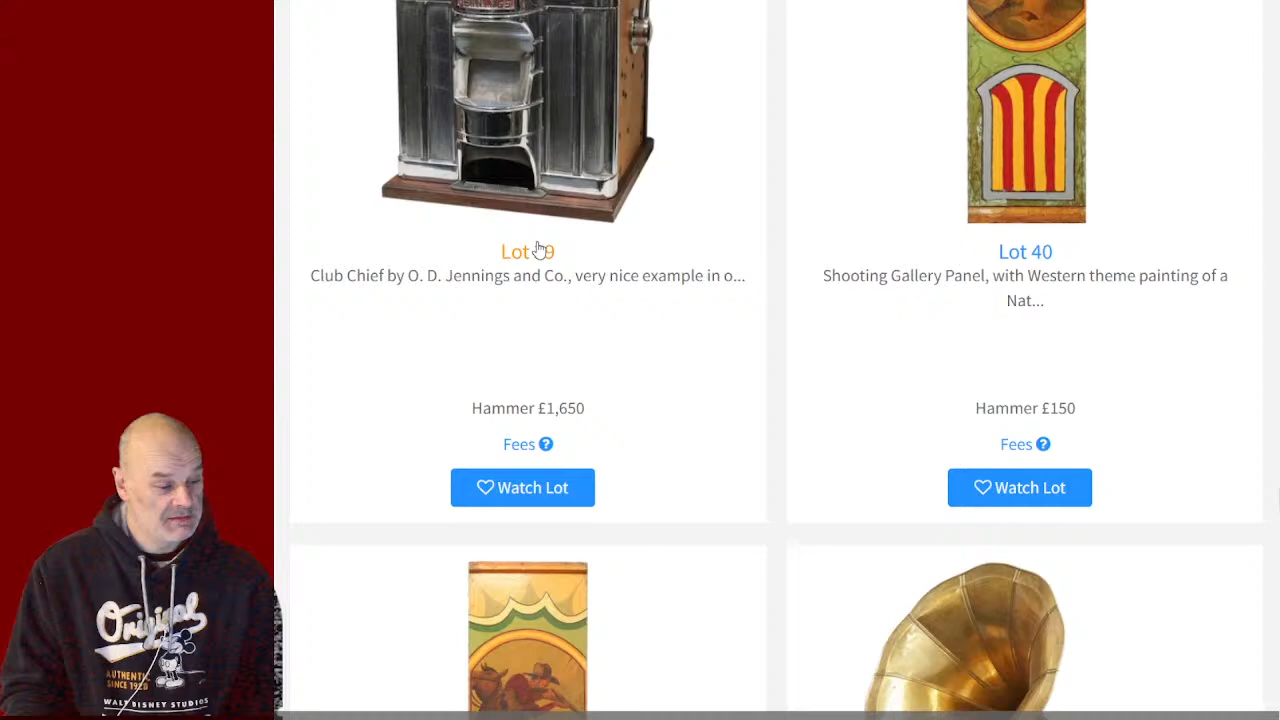 Lot 9
Lot 40
Club Chief by O. D. Jennings and Co., very nice example in o...
Shooting Gallery Panel, with Western theme painting of a
Nat...
Hammer £1,650
Hammer £150
Fees ?
Fees ?
Watch Lot
Watch Lot
Original
AUTHENTIC
SINCE 1928
WALT DISNEY STUDIOS